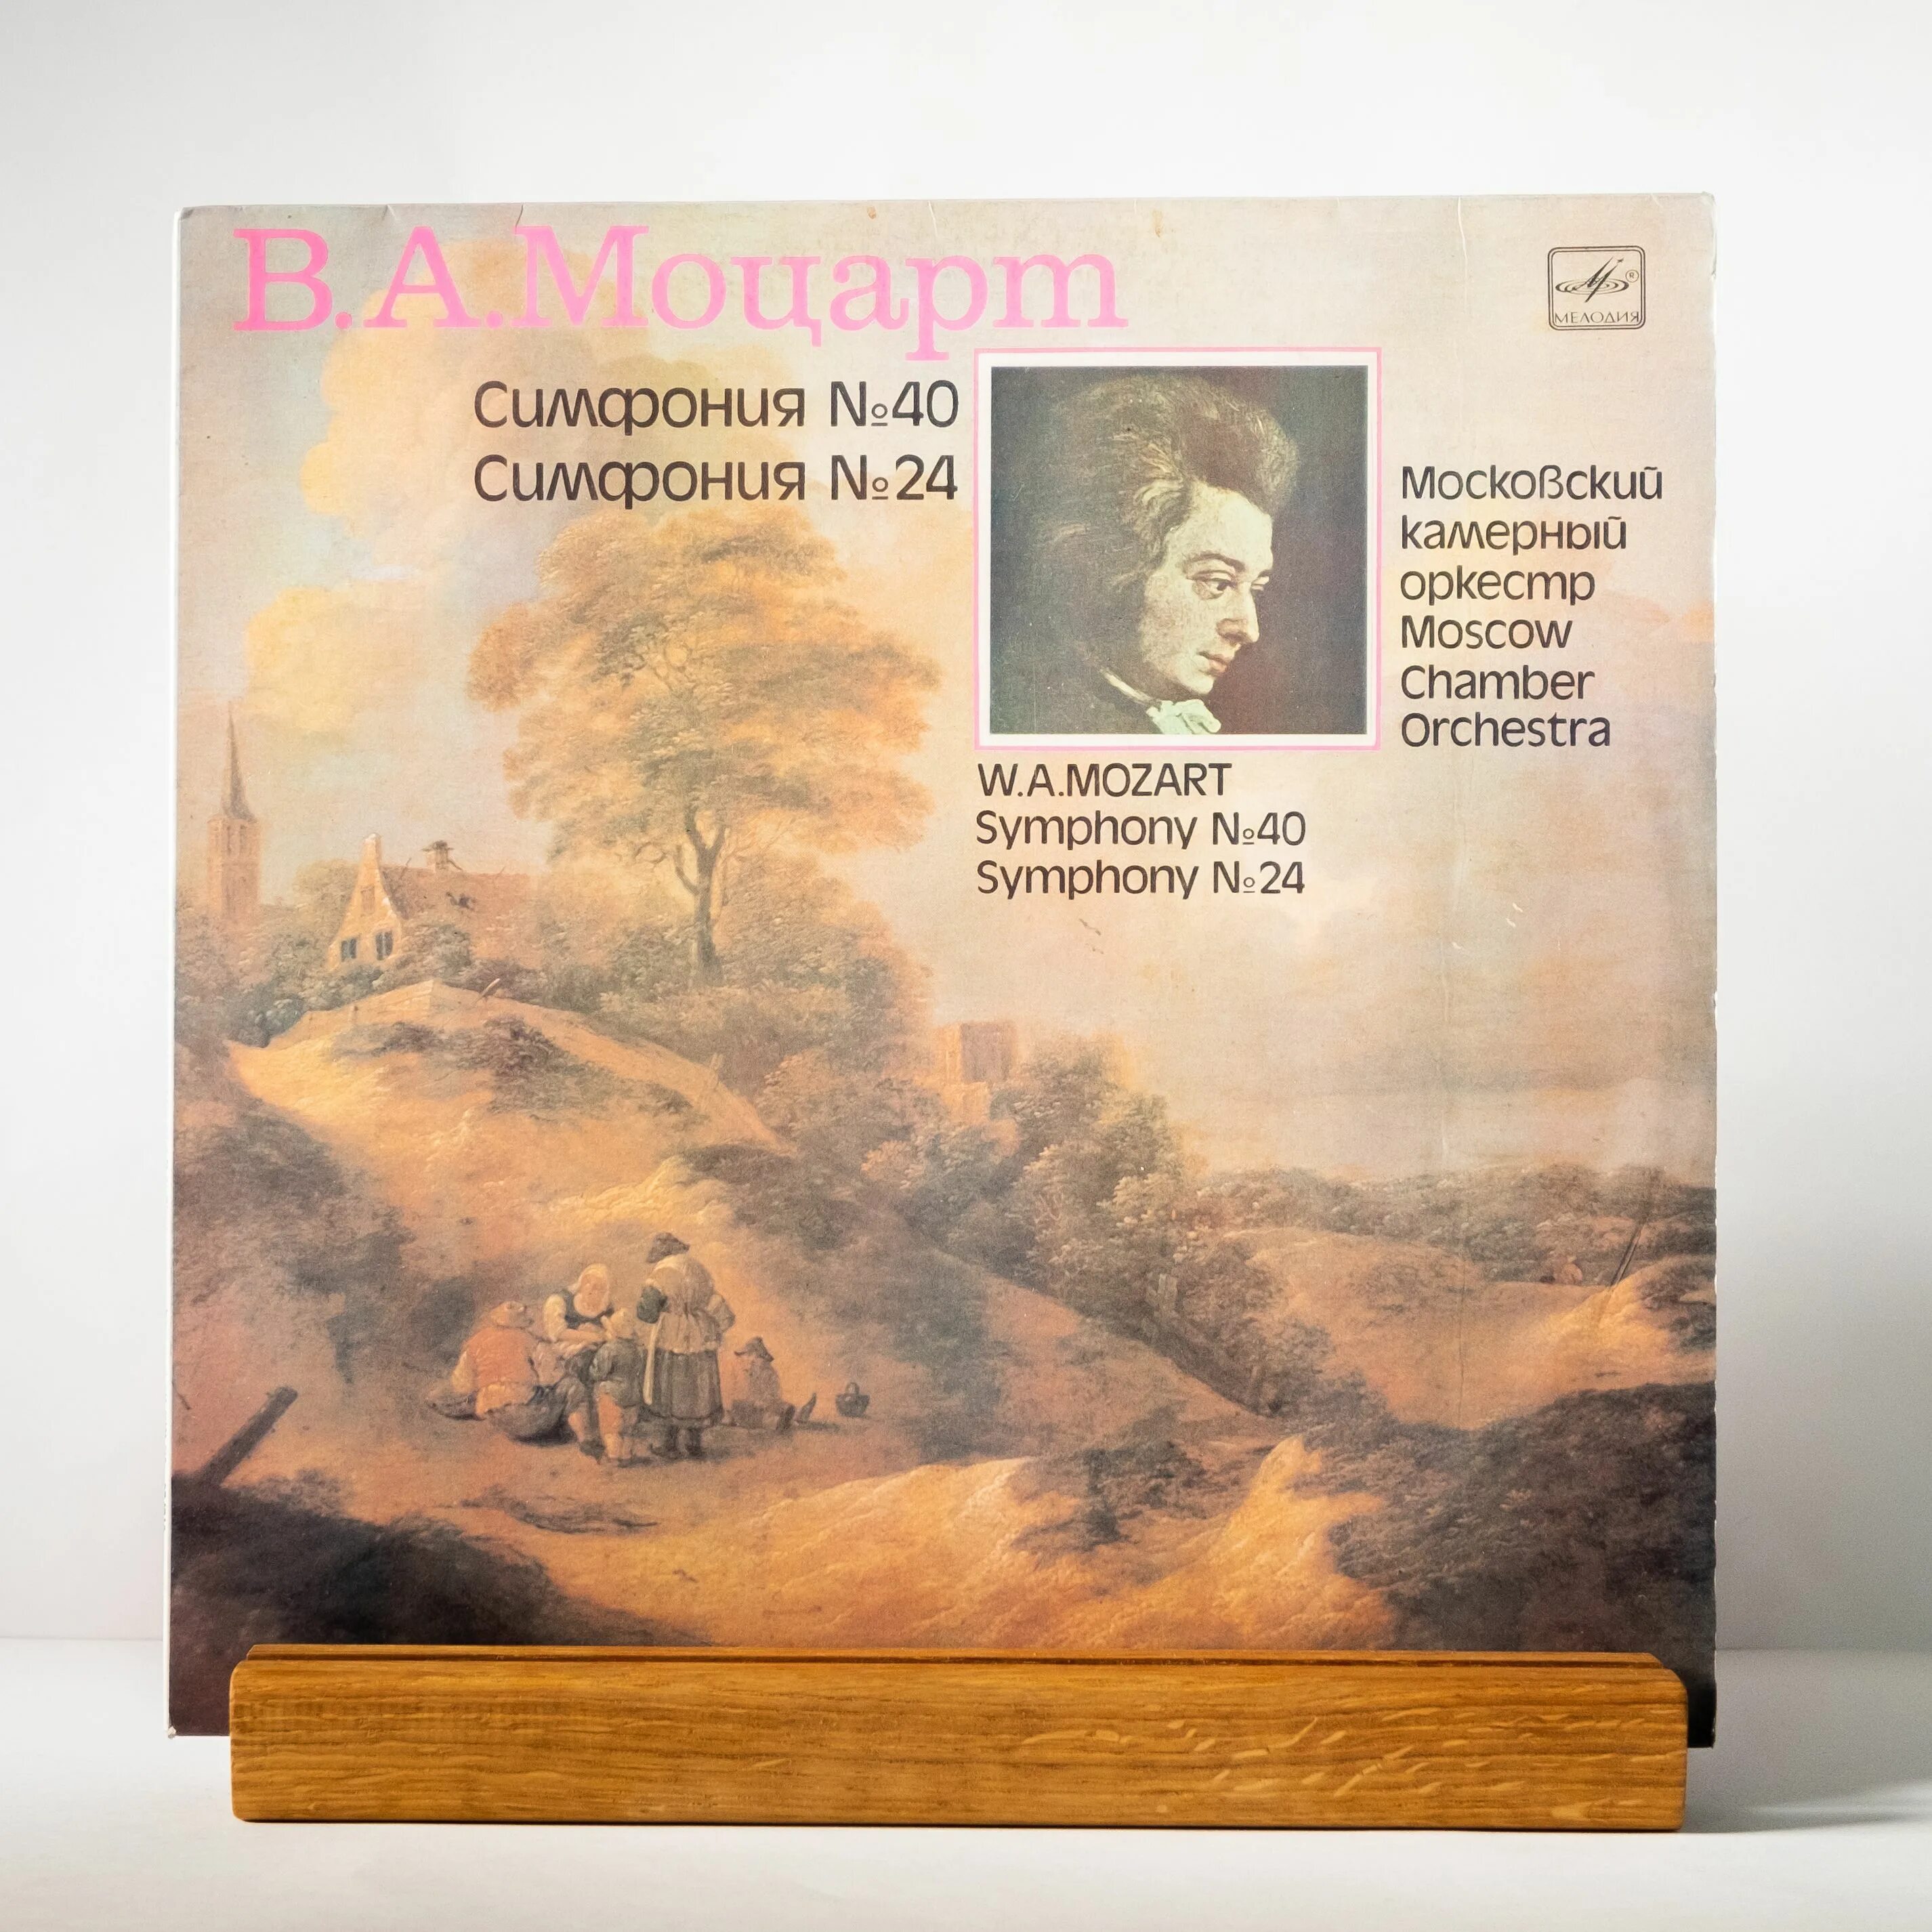 В.А.Моцарт
МЕЛОДИЯ
Симфония №40
Симфония №24
Московский
камерный
оркестр
Moscow
Chamber
Orchestra
W.A.MOZART
Symphony №40
Symphony №24